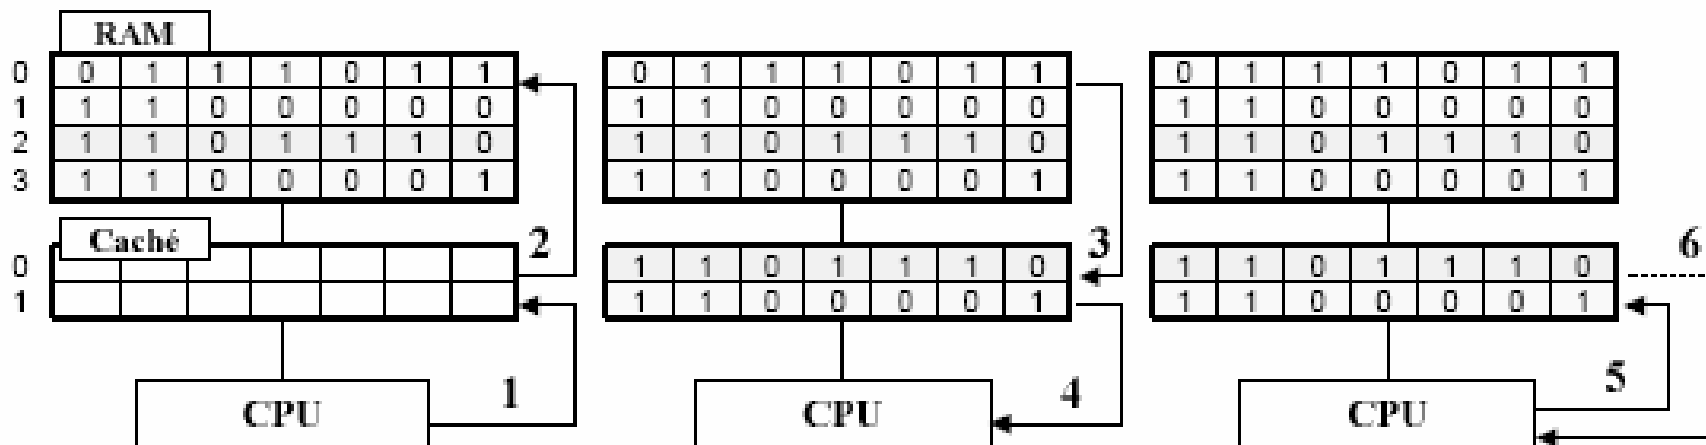 RAM
0 0 1 1 1 0 1 1 0 1 1 1 0 1 1 0 1 1 1 0 1 1
1 1 1 0 0 0 0 0 1 1 0 0 0 0 0 1 1 0 0 0 0 0
2 1 1 0 1 1 1 0 1 1 0 1 1 1 0 1 1 0 1 1 1 0
3 1 1 0 0 0 0 1 1 1 0 0 0 0 1 1 1 0 0 0 0 1
Caché 2 3 6
0 1 1 0 1 1 1 0 1 1 0 1 1 1 0
1 1 1 0 0 0 0 1 1 1 0 0 0 0 1
CPU 1 CPU 4 CPU 5